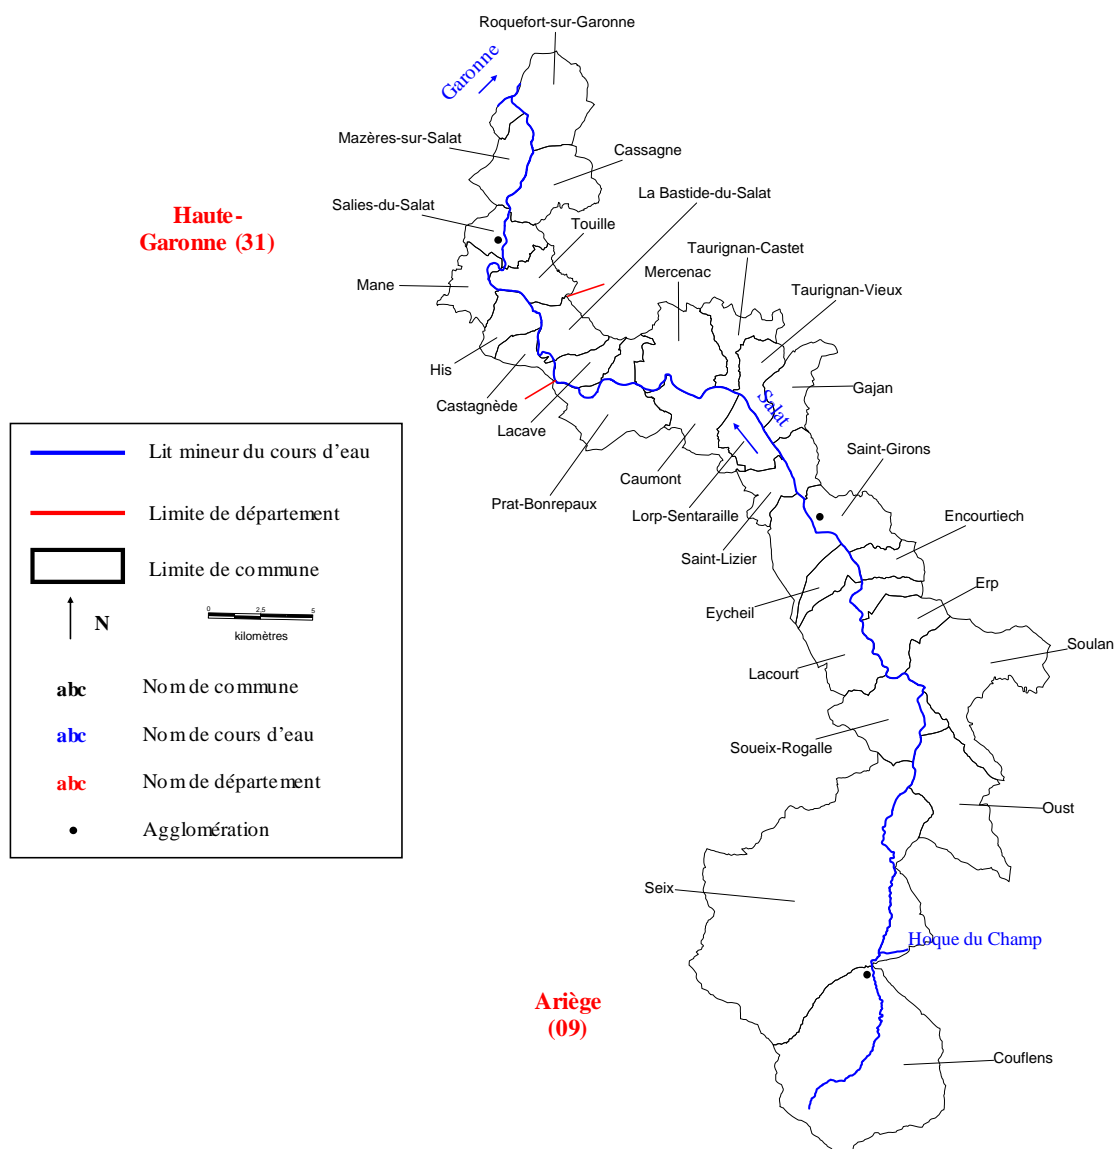 Roquefort-sur-Garonne
Garonne
Mazères-sur-Salat
Cassagne
La Bastide-du-Salat
Salies-du-Salat
Haute-
Garonne (31)
Touille
Taurignan-Castet
Mercenac
Mane
Taurignan-Vieux
His
Gajan
Castagnède
Salat
Lacave
Saint-Girons
Caumont
Prat-Bonrepaux
Lorp-Sentaraille
Encourtiech
Saint-Lizier
Erp
Eycheil
Soulan
Lacourt
Soueix-Rogalle
Oust
Seix
Hoque du Champ
Ariège
(09)
Couflens
Lit mineur du cours d'eau
Limite de département
Limite de commune
N
0 2,5 5
kilomètres
abc Nom de commune
abc Nom de cours d'eau
abc Nom de département
Agglomération